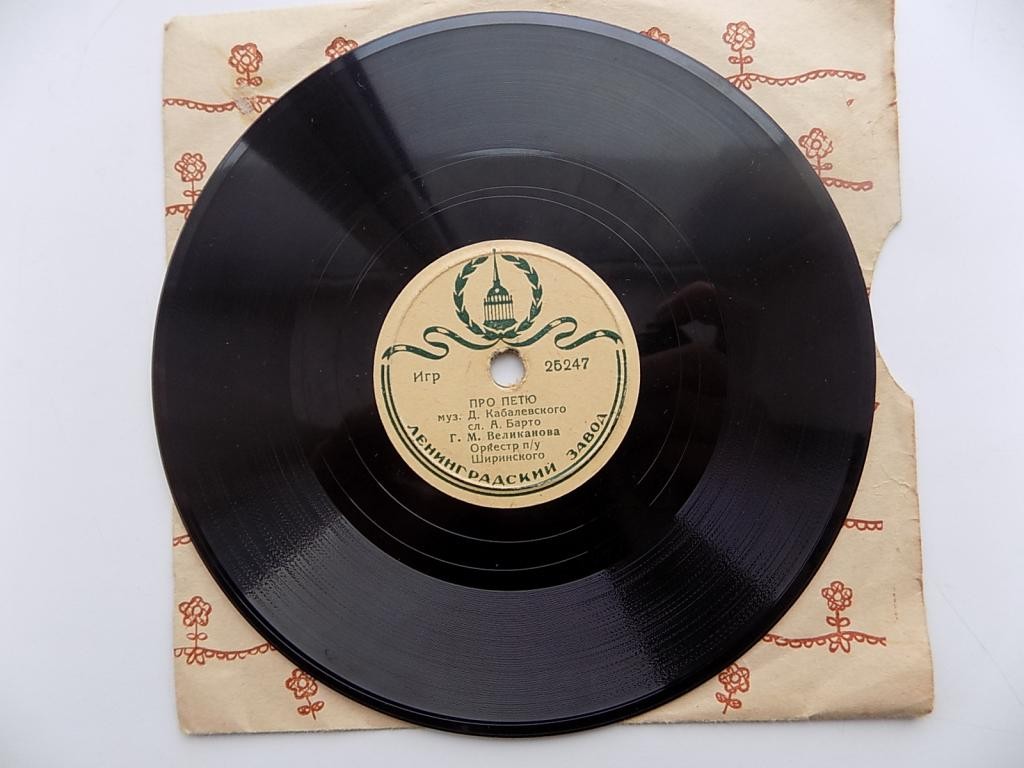 Игр 25247
ПРО ПЕТЮ
муз. Д. Кабалевского
сл. А. Барто
Г. М. Великанова
Оркестр п/у
Ширинского
ЛЕНИНГРАДСКИЙ ЗАВОД